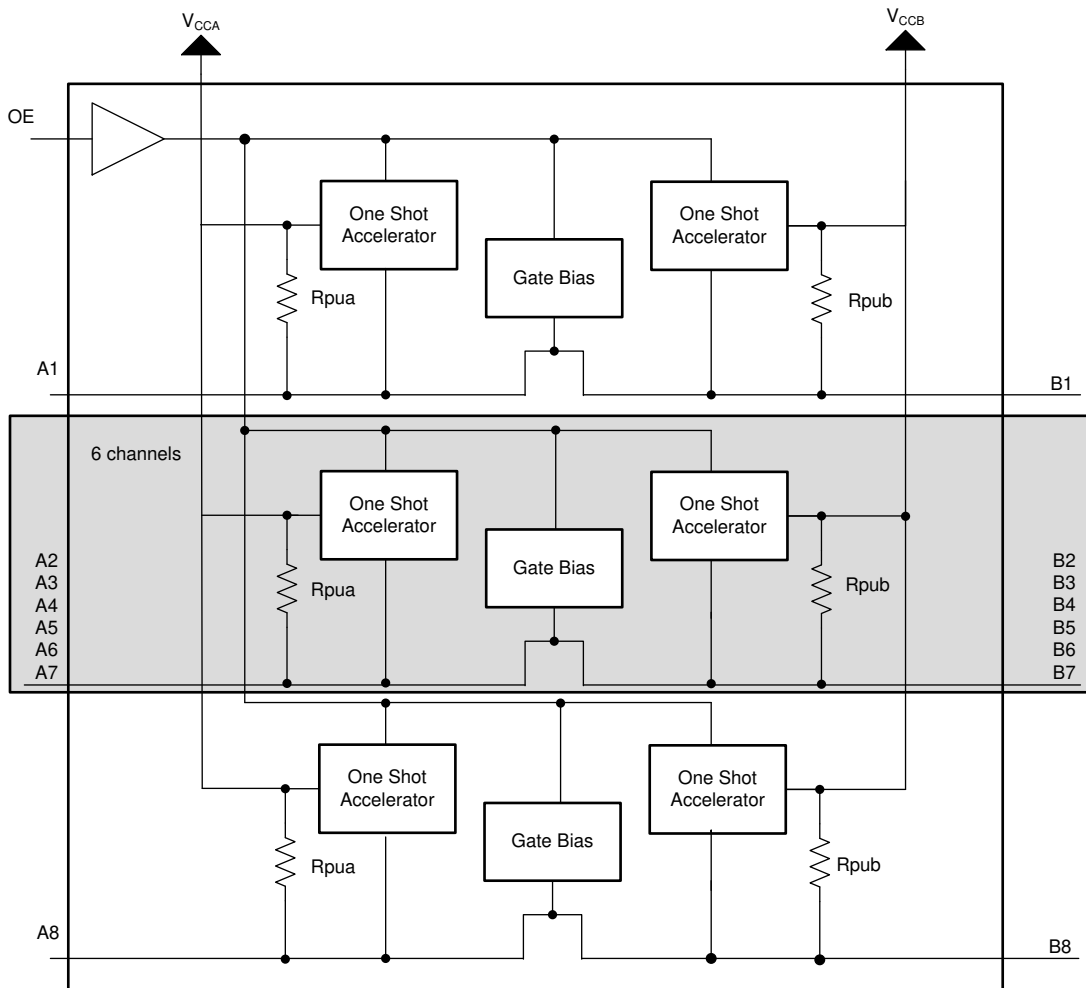 VCCA
VCCB
OE
One Shot
Accelerator
One Shot
Accelerator
Gate Bias
Rpua
Rpub
A1
B1
6 channels
One Shot
Accelerator
One Shot
Accelerator
Gate Bias
Rpua
Rpub
A2
A3
A4
A5
A6
A7
B2
B3
B4
B5
B6
B7
One Shot
Accelerator
One Shot
Accelerator
Gate Bias
Rpua
Rpub
A8
B8